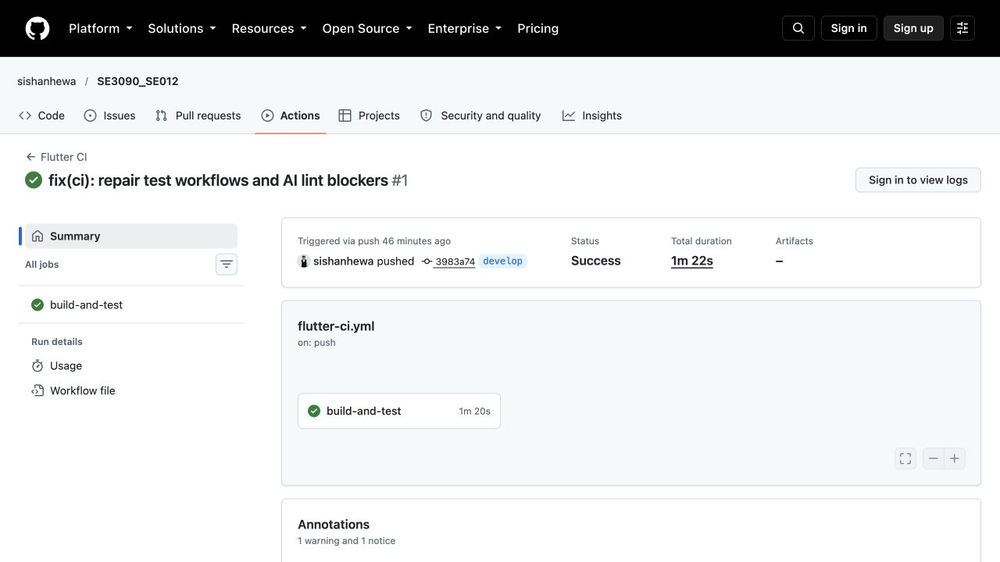 Platform Solutions Resources Open Source Enterprise Pricing Sign in Sign up
sishanhewa / SE3090_SE012
Code Issues Pull requests Actions Projects Security and quality Insights
Flutter CI
fix(ci): repair test workflows and AI lint blockers #1
Sign in to view logs
Summary
All jobs
build-and-test
Run details
Usage
Workflow file
Triggered via push 46 minutes ago
sishanhewa pushed 3983a74 develop
Status
Success
Total duration
1m 22s
Artifacts
–
flutter-ci.yml
on: push
build-and-test 1m 20s
Annotations
1 warning and 1 notice